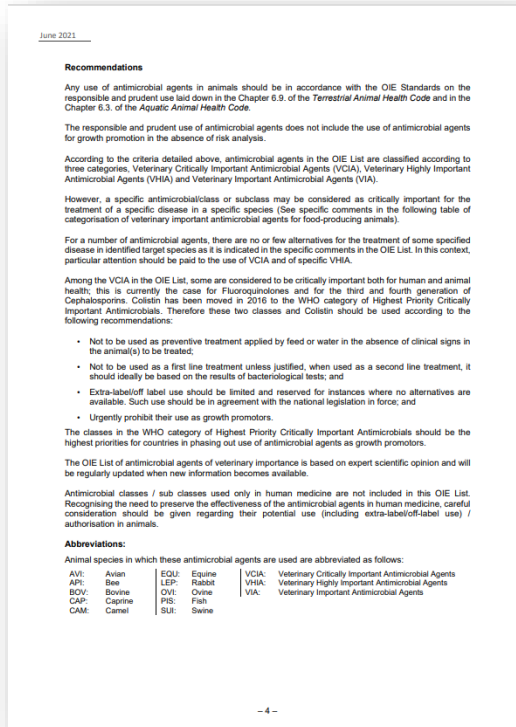 June 2021
Recommendations
Any use of antimicrobial agents in animals should be in accordance with the OIE Standards on the
responsible and prudent use laid down in the Chapter 6.9. of the Terrestrial Animal Health Code and in the
Chapter 6.3. of the Aquatic Animal Health Code.
The responsible and prudent use of antimicrobial agents does not include the use of antimicrobial agents
for growth promotion in the absence of risk analysis.
According to the criteria detailed above, antimicrobial agents in the OIE List are classified according to
three categories, Veterinary Critically Important Antimicrobial Agents (VCIA), Veterinary Highly Important
Antimicrobial Agents (VHIA) and Veterinary Important Antimicrobial Agents (VIA).
However, a specific antimicrobial/class or subclass may be considered as critically important for the
treatment of a specific disease in a specific species (See specific comments in the following table of
categorisation of veterinary important antimicrobial agents for food-producing animals).
For a number of antimicrobial agents, there are no or few alternatives for the treatment of some specified
disease in identified target species as it is indicated in the specific comments in the OIE List. In this context,
particular attention should be paid to the use of VCIA and of specific VHIA.
Among the VCIA in the OIE List, some are considered to be critically important both for human and animal
health; this is currently the case for Fluoroquinolones and for the third and fourth generation of
Cephalosporins. Colistin has been moved in 2016 to the WHO category of Highest Priority Critically
Important Antimicrobials. Therefore these two classes and Colistin should be used according to the
following recommendations:
• Not to be used as preventive treatment applied by feed or water in the absence of clinical signs in
the animal(s) to be treated;
• Not to be used as a first line treatment unless justified, when used as a second line treatment, it
should ideally be based on the results of bacteriological tests; and
• Extra-label/off label use should be limited and reserved for instances where no alternatives are
available. Such use should be in agreement with the national legislation in force; and
• Urgently prohibit their use as growth promotors.
The classes in the WHO category of Highest Priority Critically Important Antimicrobials should be the
highest priorities for countries in phasing out use of antimicrobial agents as growth promotors.
The OIE List of antimicrobial agents of veterinary importance is based on expert scientific opinion and will
be regularly updated when new information becomes available.
Antimicrobial classes / sub classes used only in human medicine are not included in this OIE List.
Recognising the need to preserve the effectiveness of the antimicrobial agents in human medicine, careful
consideration should be given regarding their potential use (including extra-label/off-label use) /
authorisation in animals.
Abbreviations:
Animal species in which these antimicrobial agents are used are abbreviated as follows:
AVI: Avian EQU: Equine VCIA: Veterinary Critically Important Antimicrobial Agents
API: Bee LEP: Rabbit VHIA: Veterinary Highly Important Antimicrobial Agents
BOV: Bovine OVI: Ovine VIA: Veterinary Important Antimicrobial Agents
CAP: Caprine PIS: Fish
CAM: Camel SUI: Swine
– 4 –